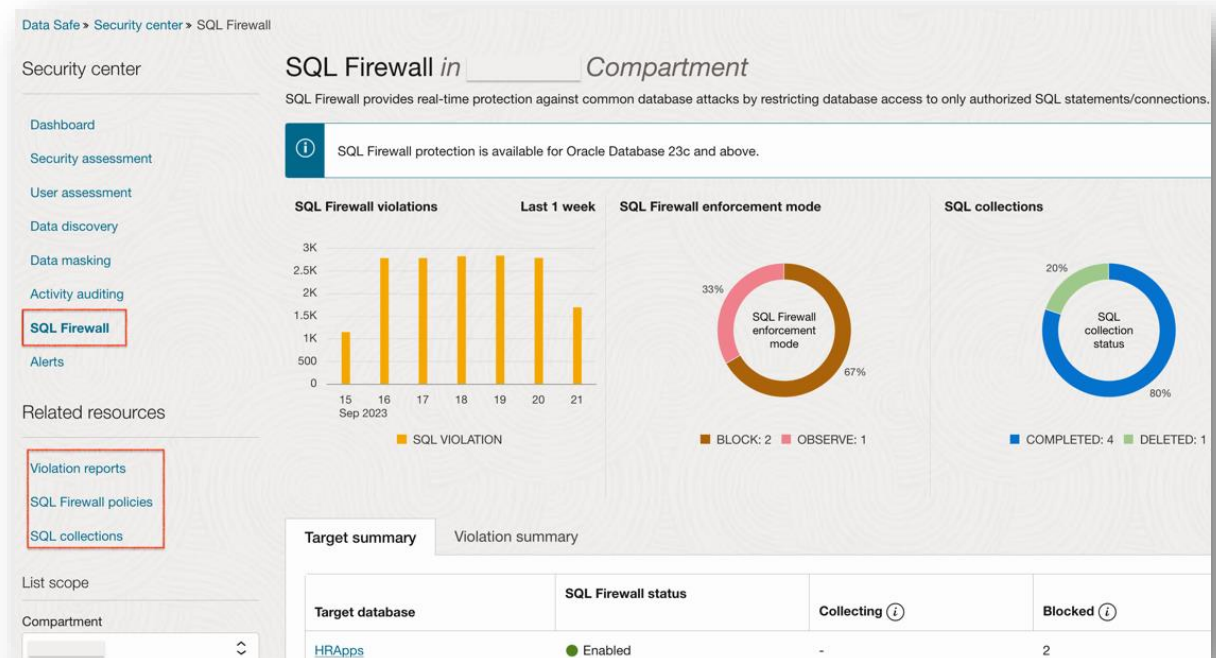 Data Safe » Security center » SQL Firewall
Security center
Dashboard
Security assessment
User assessment
Data discovery
Data masking
Activity auditing
SQL Firewall
Alerts
Related resources
Violation reports
SQL Firewall policies
SQL collections
List scope
Compartment
SQL Firewall in Compartment
SQL Firewall provides real-time protection against common database attacks by restricting database access to only authorized SQL statements/connections.
SQL Firewall protection is available for Oracle Database 23c and above.
SQL Firewall violations Last 1 week
3K
2.5K
2K
1.5K
1K
500
0
15 16 17 18 19 20 21
Sep 2023
SQL VIOLATION
SQL Firewall enforcement mode
33%
SQL Firewall
enforcement
mode
67%
BLOCK: 2 OBSERVE: 1
SQL collections
20%
SQL
collection
status
80%
COMPLETED: 4 DELETED: 1
Target summary Violation summary
Target database SQL Firewall status Collecting Blocked
HRApps Enabled - 2